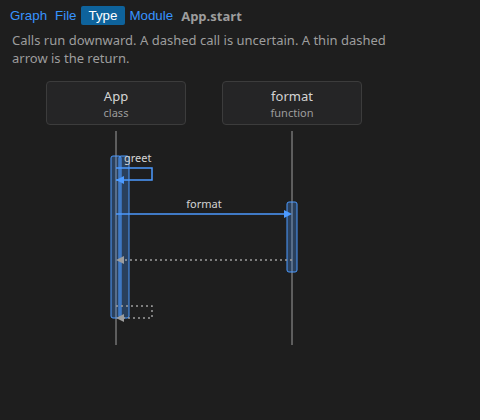 Graph File Type Module App.start
Calls run downward. A dashed call is uncertain. A thin dashed
arrow is the return.
App
class
format
function
greet
format